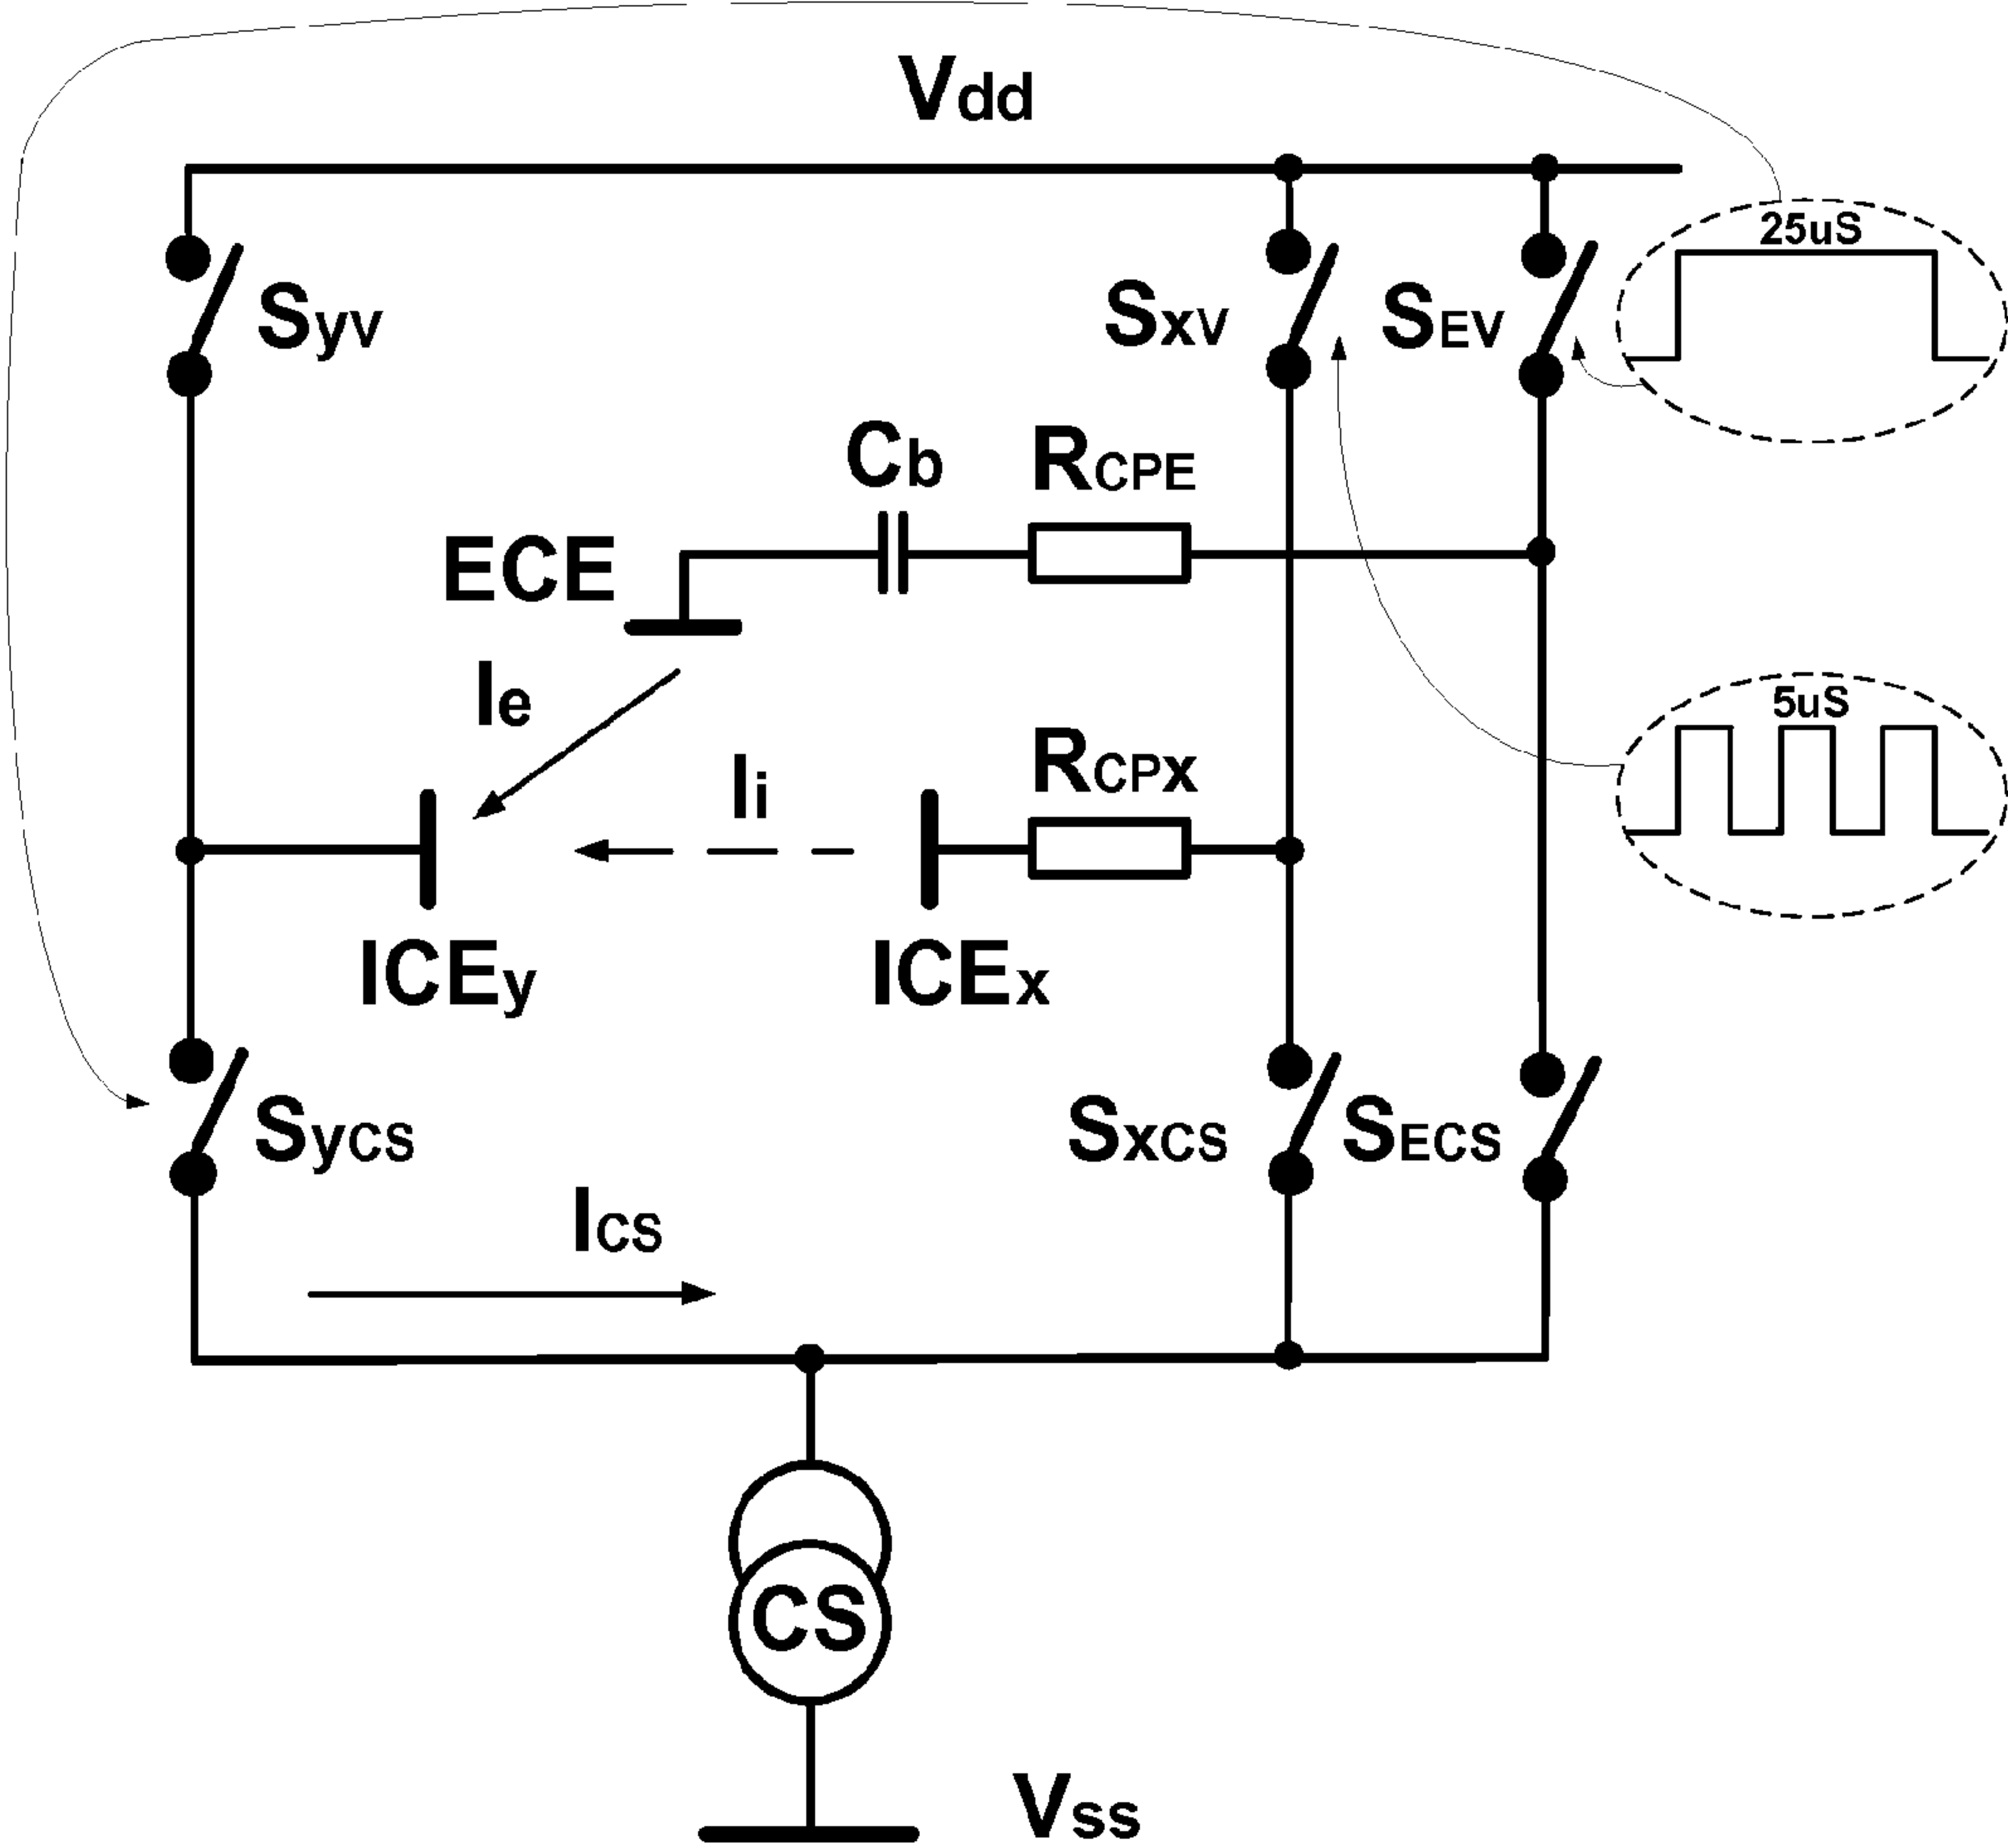 Vdd
25uS
Syv
SxV
SEV
Cb
RCPE
ECE
Ie
5uS
RCPX
Ii
ICEy
ICEx
SyCS
SxCS
SECS
ICS
CS
Vss